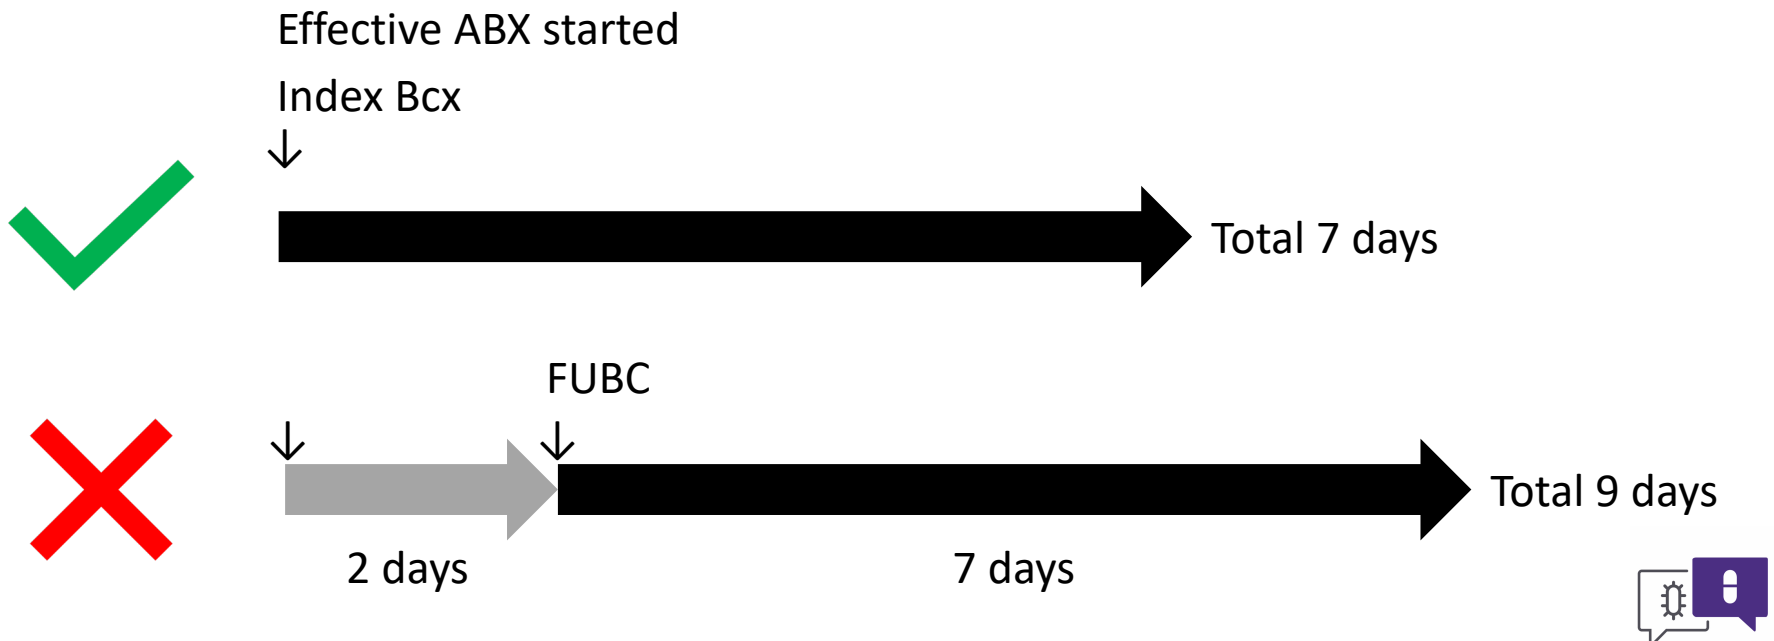 Effective ABX started
Index Bcx
Total 7 days
FUBC
Total 9 days
2 days
7 days